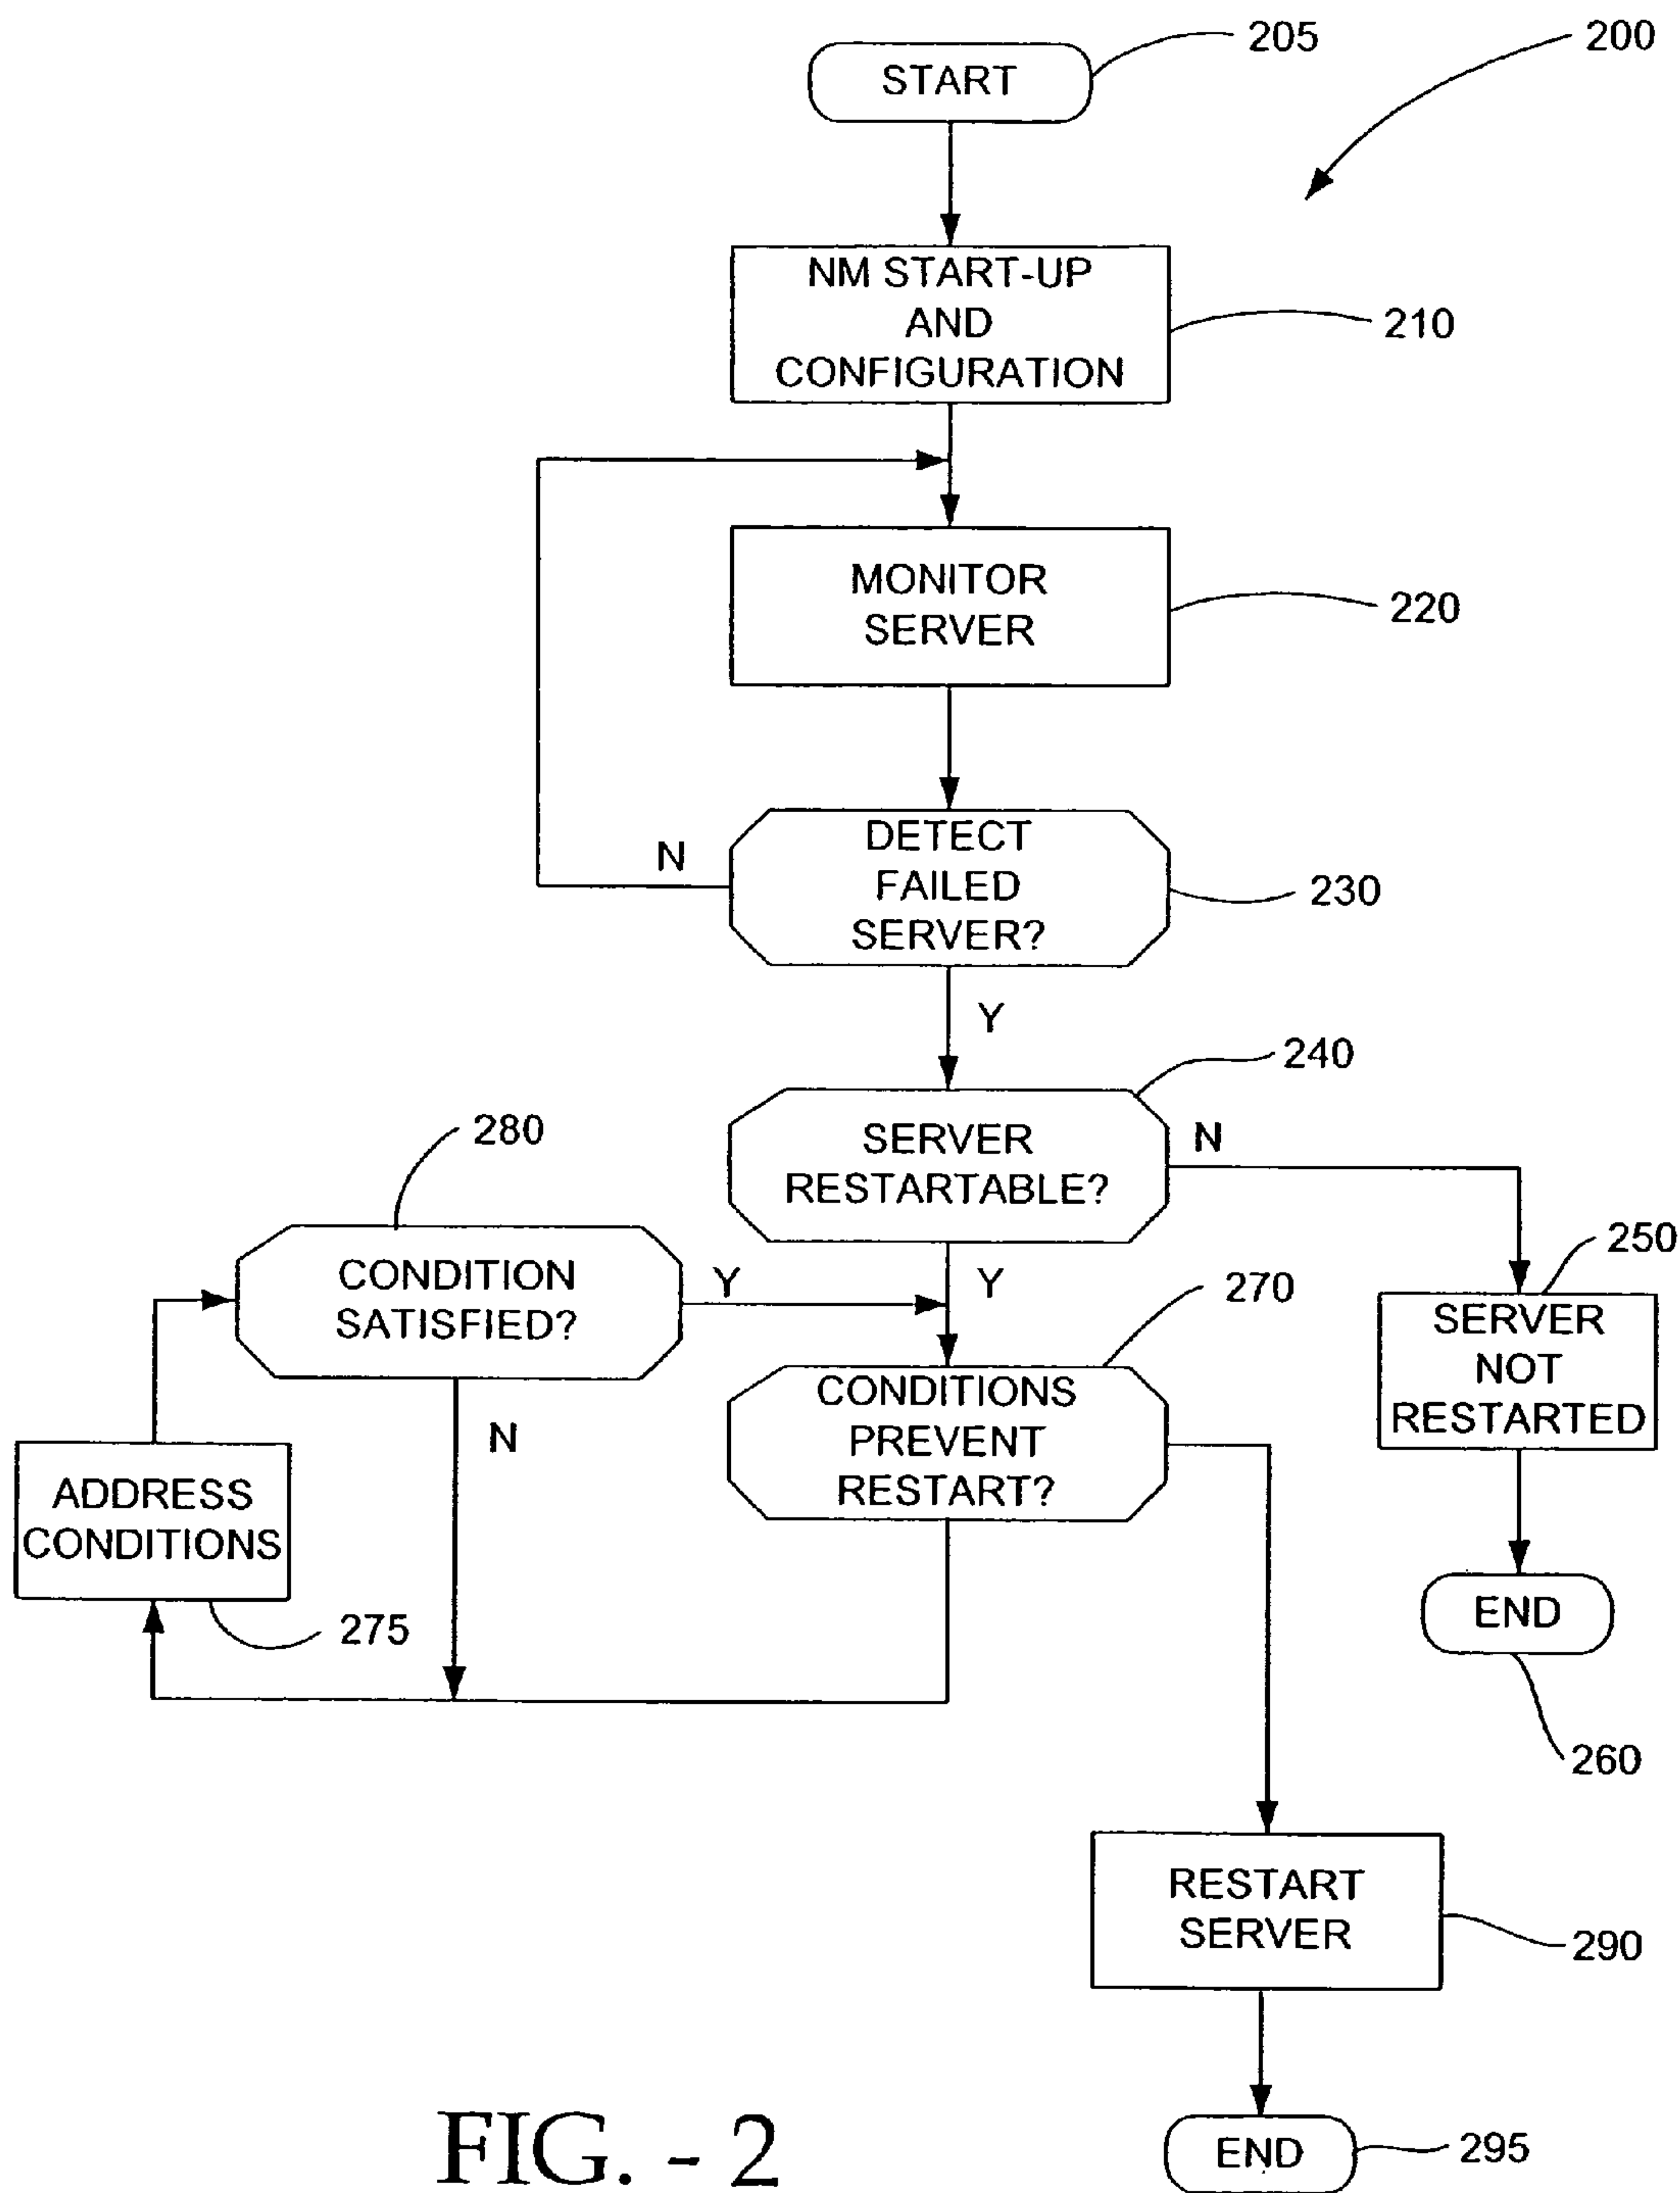 205
200
START
NM START-UP
AND
CONFIGURATION
210
MONITOR
SERVER
220
DETECT
FAILED
SERVER?
N
230
Y
240
SERVER
RESTARTABLE?
N
280
CONDITION
SATISFIED?
Y
Y
270
250
SERVER
NOT
RESTARTED
CONDITIONS
PREVENT
RESTART?
N
ADDRESS
CONDITIONS
275
END
260
RESTART
SERVER
290
END
295
FIG. - 2